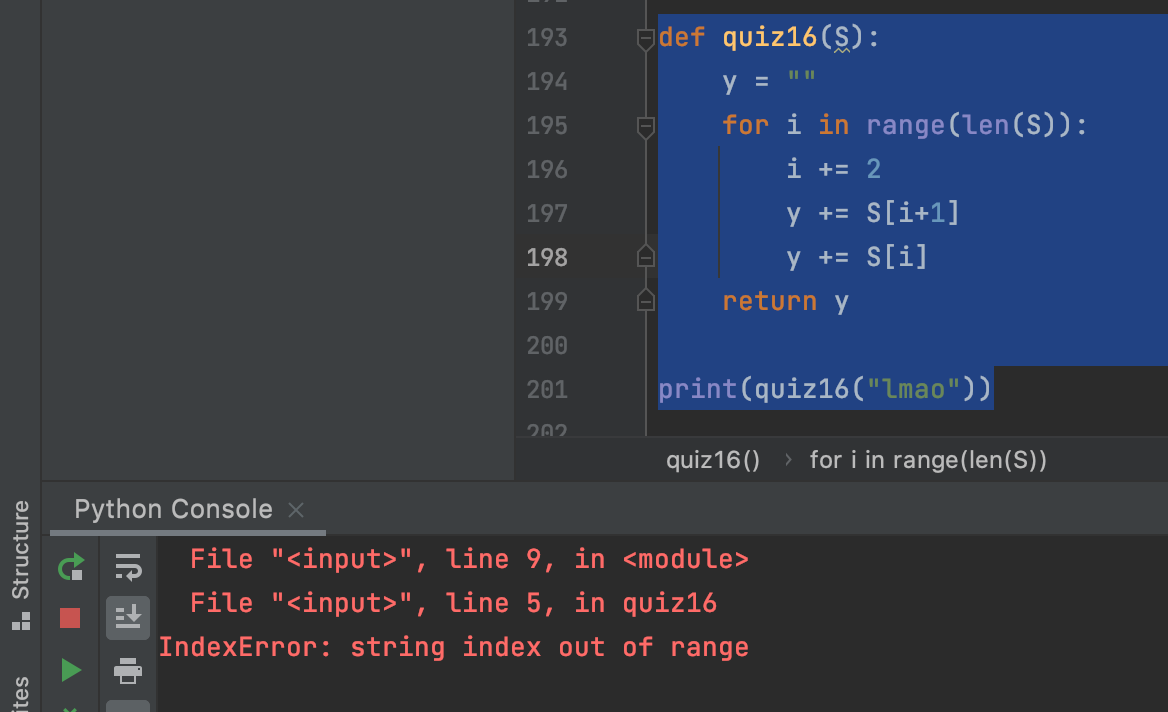 193 def quiz16(S):
194     y = ""
195     for i in range(len(S)):
196         i += 2
197         y += S[i+1]
198         y += S[i]
199     return y
200
201 print(quiz16("lmao"))
202
quiz16() › for i in range(len(S))
Python Console ×
Structure
File "<input>", line 9, in <module>
File "<input>", line 5, in quiz16
IndexError: string index out of range